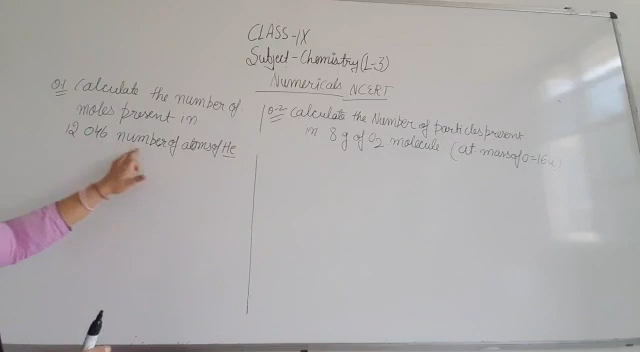 CLASS-IX
Subject-Chemistry (L-3)
Numericals NCERT
Q.1 Calculate the number of
moles present in
12.046 number of atoms of He
Q.2 Calculate the Number of particles present
in 8 g of O2 molecule (at mass of O=16u)